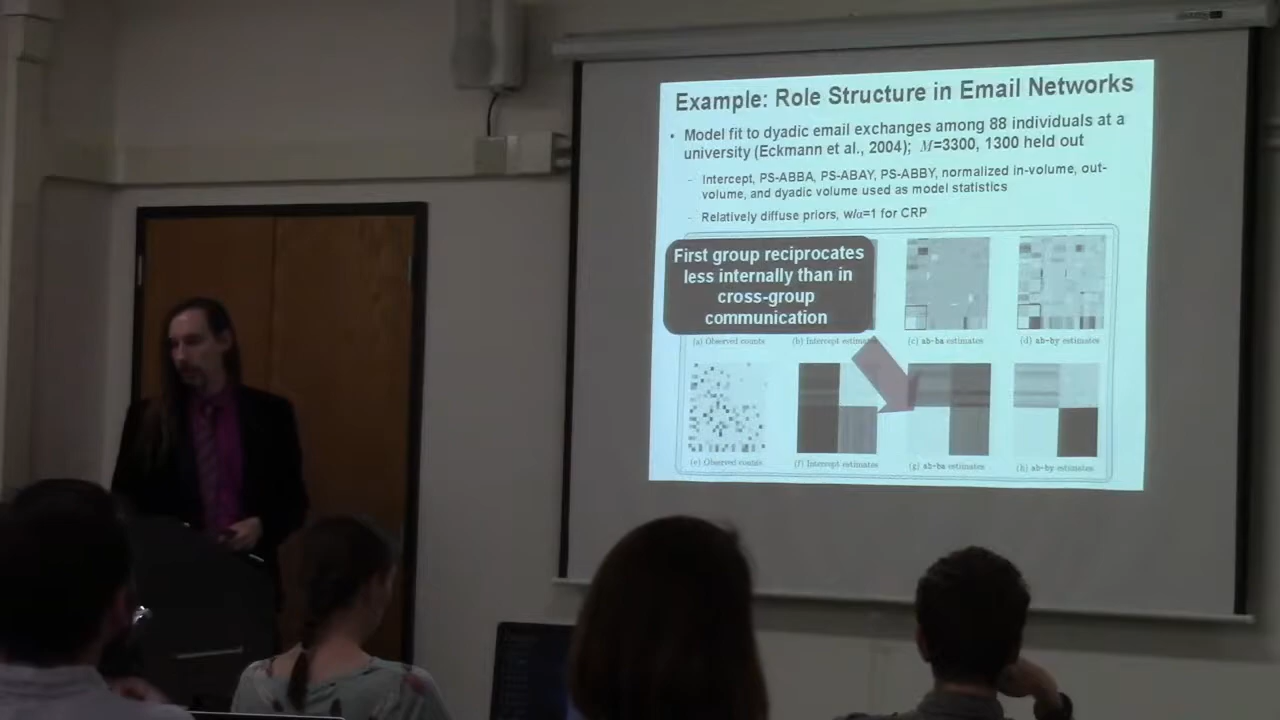 Example: Role Structure in Email Networks
• Model fit to dyadic email exchanges among 88 individuals at a
university (Eckmann et al., 2004); M=3300, 1300 held out
- Intercept, PS-ABBA, PS-ABAY, PS-ABBY, normalized in-volume, out-
volume, and dyadic volume used as model statistics
- Relatively diffuse priors, w/α=1 for CRP
First group reciprocates
less internally than in
cross-group
communication
(a) Observed counts
(b) Intercept estimates
(c) ab-ba estimates
(d) ab-by estimates
(e) Observed counts
(f) Intercept estimates
(g) ab-ba estimates
(h) ab-by estimates